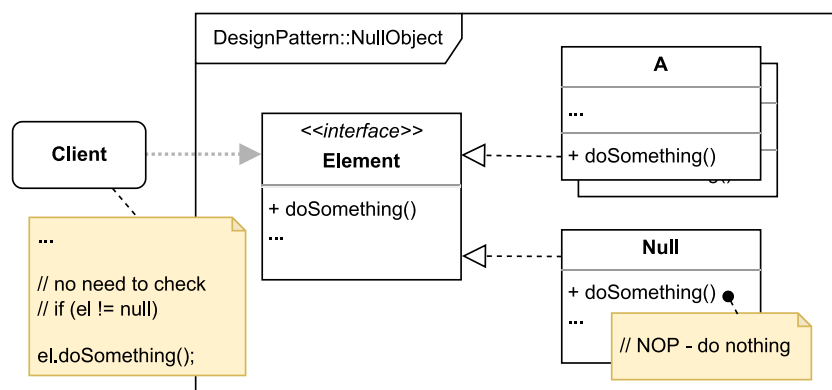 DesignPattern::NullObject
A
...
+ doSomething()
<<interface>>
Element
+ doSomething()
...
Client
...
// no need to check
// if (el != null)
el.doSomething();
Null
+ doSomething()
...
// NOP - do nothing